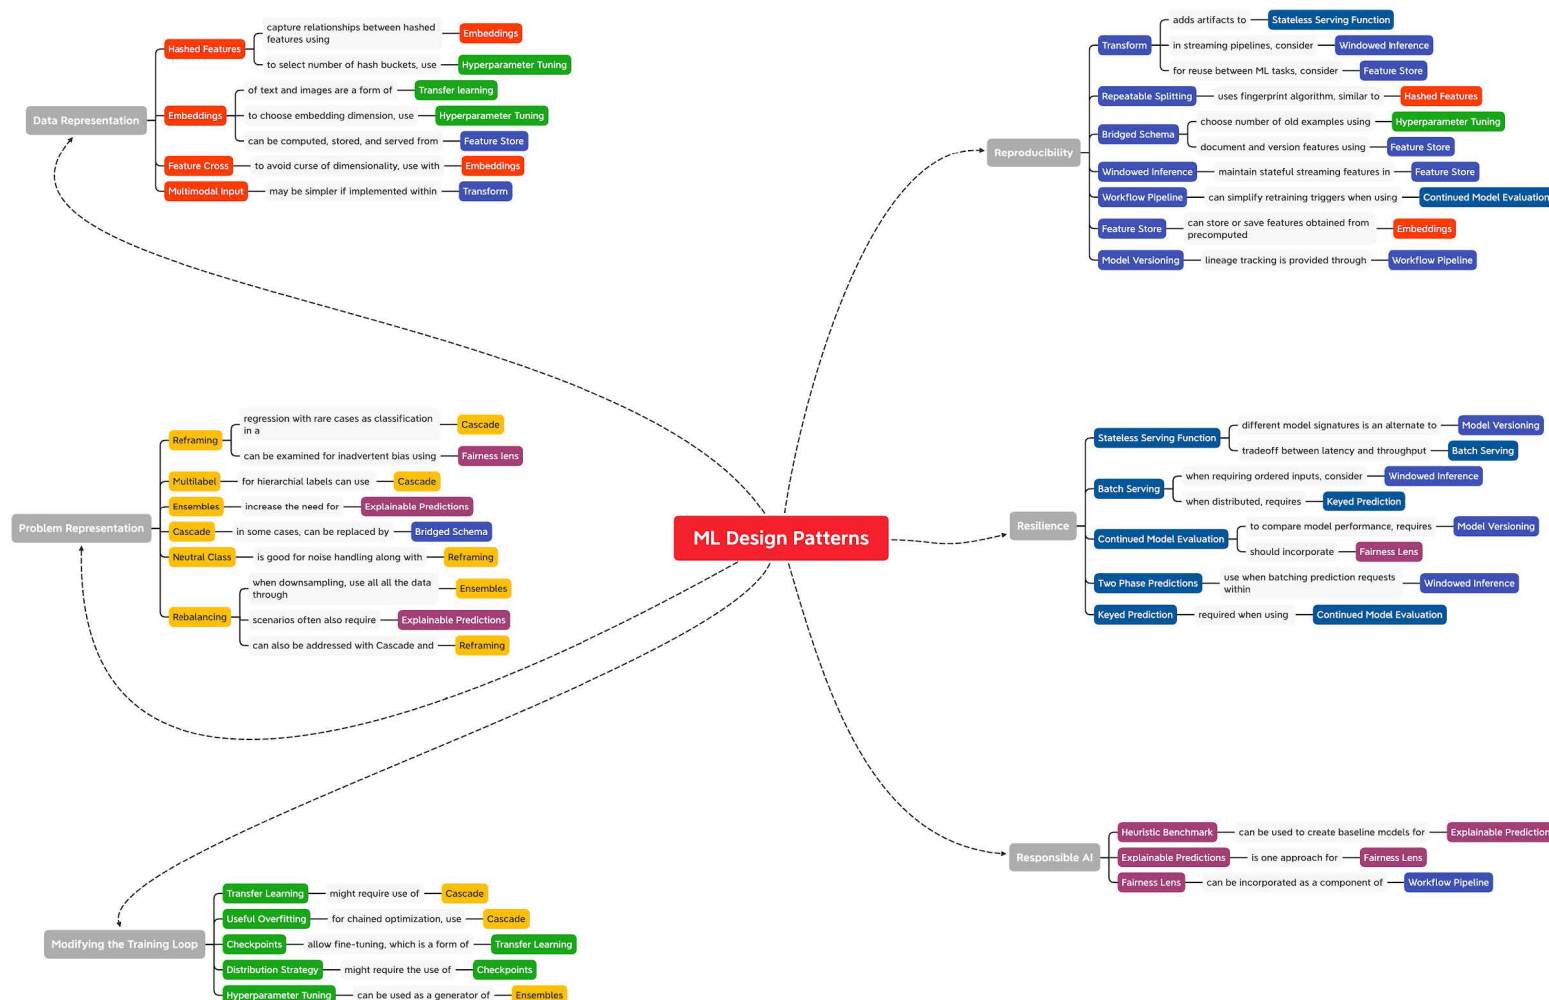 Data Representation
Hashed Features
capture relationships between hashed
features using
Embeddings
to select number of hash buckets, use
Hyperparameter Tuning
Embeddings
of text and images are a form of
Transfer learning
to choose embedding dimension, use
Hyperparameter Tuning
can be computed, stored, and served from
Feature Store
Feature Cross
to avoid curse of dimensionality, use with
Embeddings
Multimodal Input
may be simpler if implemented within
Transform
Reproducibility
Transform
adds artifacts to
Stateless Serving Function
in streaming pipelines, consider
Windowed Inference
for reuse between ML tasks, consider
Feature Store
Repeatable Splitting
uses fingerprint algorithm, similar to
Hashed Features
Bridged Schema
choose number of old examples using
Hyperparameter Tuning
document and version features using
Feature Store
Windowed Inference
maintain stateful streaming features in
Feature Store
Workflow Pipeline
can simplify retraining triggers when using
Continued Model Evaluation
Feature Store
can store or save features obtained from
precomputed
Embeddings
Model Versioning
lineage tracking is provided through
Workflow Pipeline
Problem Representation
Reframing
regression with rare cases as classification
in a
Cascade
can be examined for inadvertent bias using
Fairness lens
Multilabel
for hierarchial labels can use
Cascade
Ensembles
increase the need for
Explainable Predictions
Cascade
in some cases, can be replaced by
Bridged Schema
Neutral Class
is good for noise handling along with
Reframing
Rebalancing
when downsampling, use all all the data
through
Ensembles
scenarios often also require
Explainable Predictions
can also be addressed with Cascade and
Reframing
ML Design Patterns
Resilience
Stateless Serving Function
different model signatures is an alternate to
Model Versioning
tradeoff between latency and throughput
Batch Serving
Batch Serving
when requiring ordered inputs, consider
Windowed Inference
when distributed, requires
Keyed Prediction
Continued Model Evaluation
to compare model performance, requires
Model Versioning
should incorporate
Fairness Lens
Two Phase Predictions
use when batching prediction requests
within
Windowed Inference
Keyed Prediction
required when using
Continued Model Evaluation
Responsible AI
Heuristic Benchmark
can be used to create baseline models for
Explainable Prediction
Explainable Predictions
is one approach for
Fairness Lens
Fairness Lens
can be incorporated as a component of
Workflow Pipeline
Modifying the Training Loop
Transfer Learning
might require use of
Cascade
Useful Overfitting
for chained optimization, use
Cascade
Checkpoints
allow fine-tuning, which is a form of
Transfer Learning
Distribution Strategy
might require the use of
Checkpoints
Hyperparameter Tuning
can be used as a generator of
Ensembles